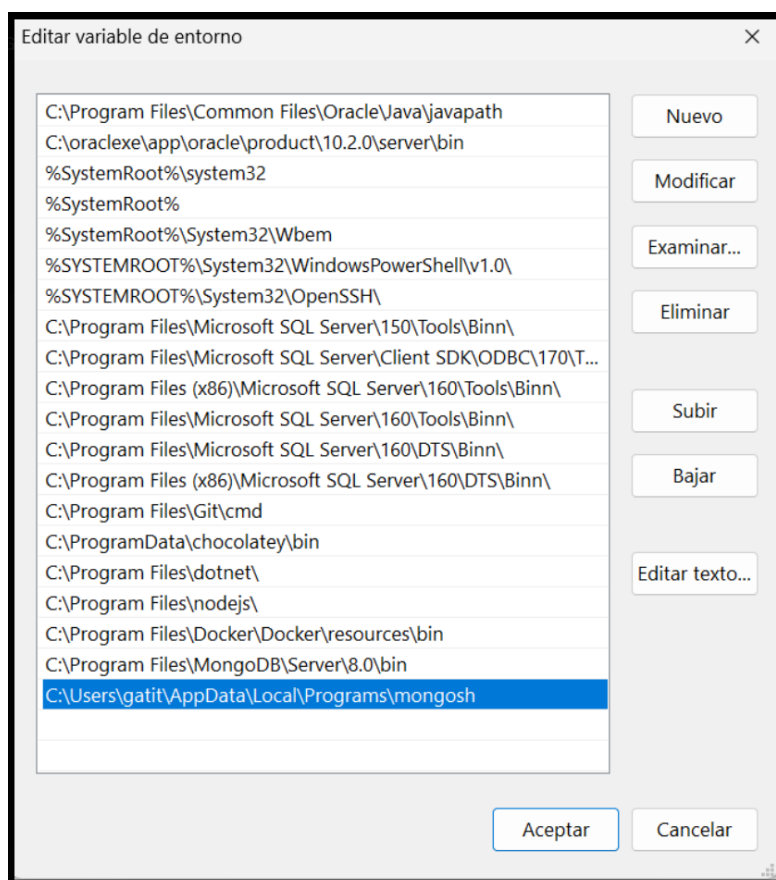 Editar variable de entorno
C:\Program Files\Common Files\Oracle\Java\javapath
C:\oraclexe\app\oracle\product\10.2.0\server\bin
%SystemRoot%\system32
%SystemRoot%
%SystemRoot%\System32\Wbem
%SYSTEMROOT%\System32\WindowsPowerShell\v1.0\
%SYSTEMROOT%\System32\OpenSSH\
C:\Program Files\Microsoft SQL Server\150\Tools\Binn\
C:\Program Files\Microsoft SQL Server\Client SDK\ODBC\170\T...
C:\Program Files (x86)\Microsoft SQL Server\160\Tools\Binn\
C:\Program Files\Microsoft SQL Server\160\Tools\Binn\
C:\Program Files\Microsoft SQL Server\160\DTS\Binn\
C:\Program Files (x86)\Microsoft SQL Server\160\DTS\Binn\
C:\Program Files\Git\cmd
C:\ProgramData\chocolatey\bin
C:\Program Files\dotnet\
C:\Program Files\nodejs\
C:\Program Files\Docker\Docker\resources\bin
C:\Program Files\MongoDB\Server\8.0\bin
C:\Users\gatit\AppData\Local\Programs\mongosh
Nuevo
Modificar
Examinar...
Eliminar
Subir
Bajar
Editar texto...
Aceptar
Cancelar